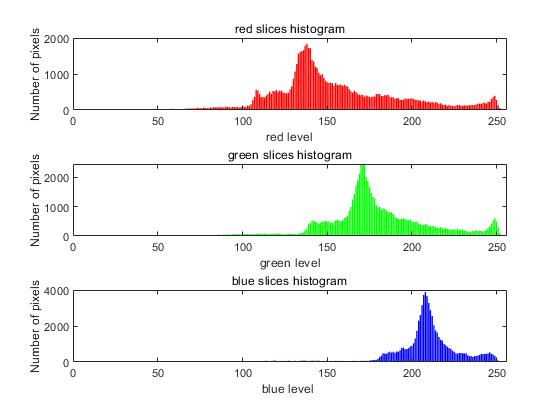 red slices histogram
Number of pixels
2000
1000
0
0 50 100 150 200 250
red level
green slices histogram
Number of pixels
2000
1000
0
0 50 100 150 200 250
green level
blue slices histogram
Number of pixels
4000
2000
0
0 50 100 150 200 250
blue level